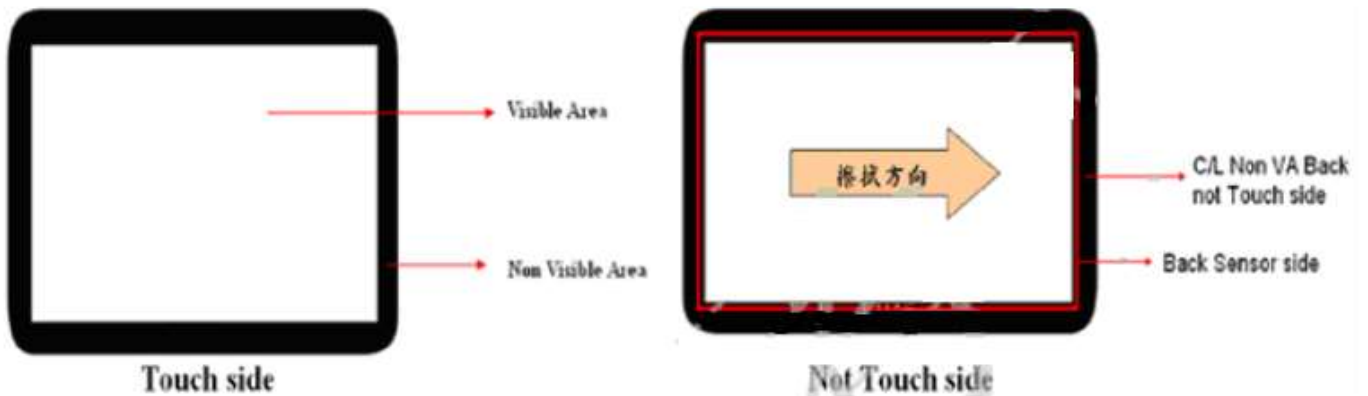 Visible Area
Non Visible Area
Touch side
擦拭方向
C/L Non VA Back
not Touch side
Back Sensor side
Not Touch side